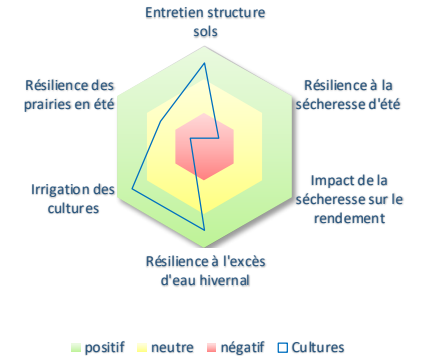 Entretien structure
sols
Résilience des
prairies en été
Résilience à la
sécheresse d'été
Irrigation des
cultures
Impact de la
sécheresse sur le
rendement
Résilience à l'excès
d'eau hivernal
positif
neutre
négatif
Cultures